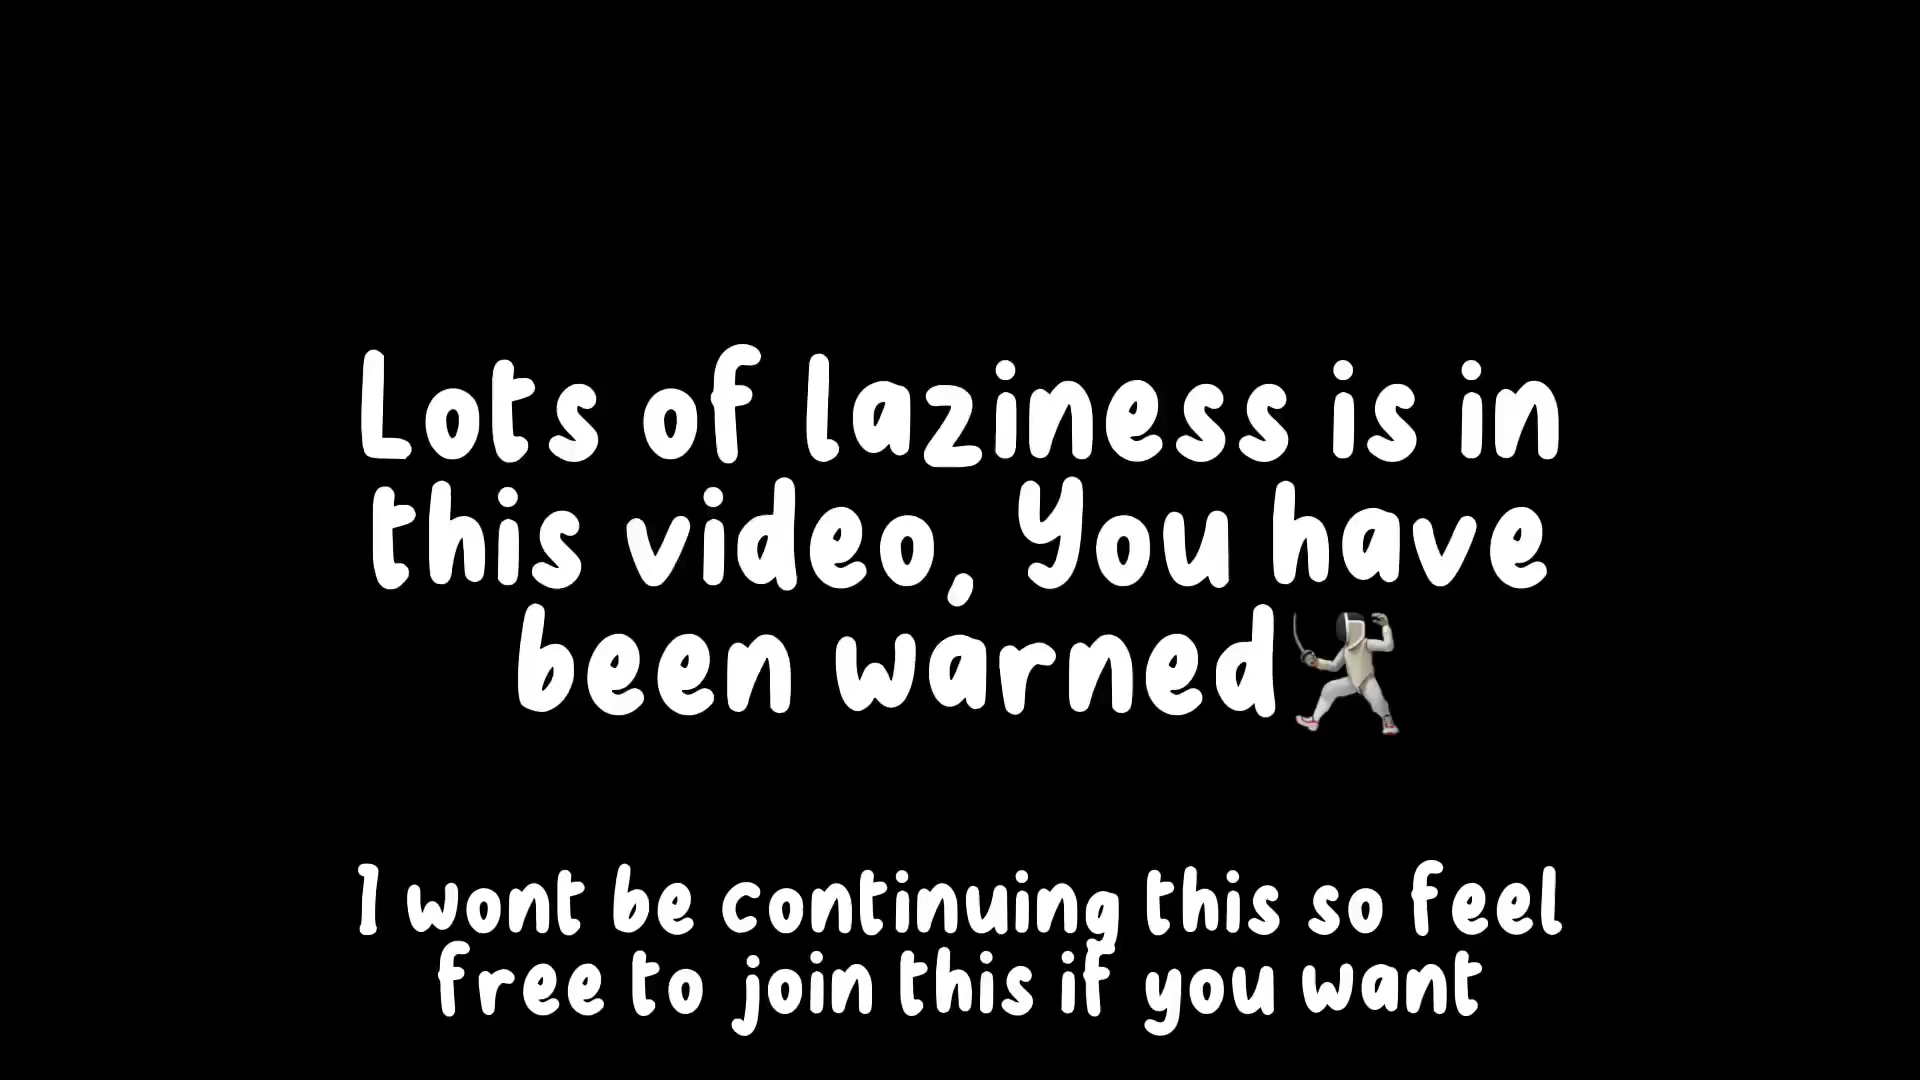 Lots of laziness is in
this video, You have
been warned🤺
I wont be continuing this so feel
free to join this if you want